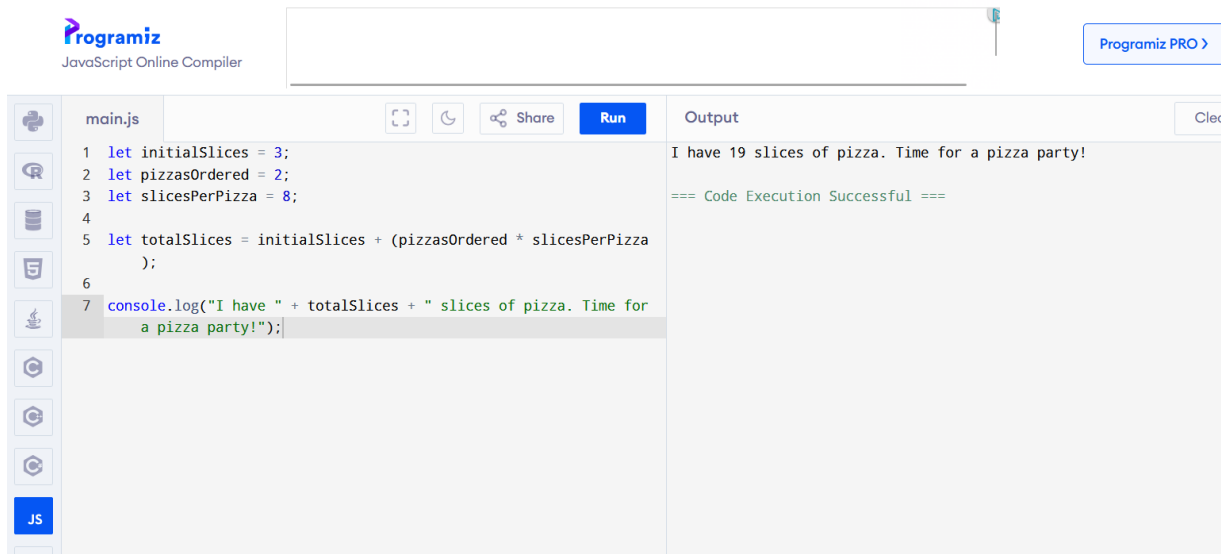 Programiz
JavaScript Online Compiler
Programiz PRO
main.js
Share
Run
Output
1 let initialSlices = 3;
2 let pizzasOrdered = 2;
3 let slicesPerPizza = 8;
4
5 let totalSlices = initialSlices + (pizzasOrdered * slicesPerPizza
);
6
7 console.log("I have " + totalSlices + " slices of pizza. Time for
a pizza party!");
I have 19 slices of pizza. Time for a pizza party!
=== Code Execution Successful ===
JS